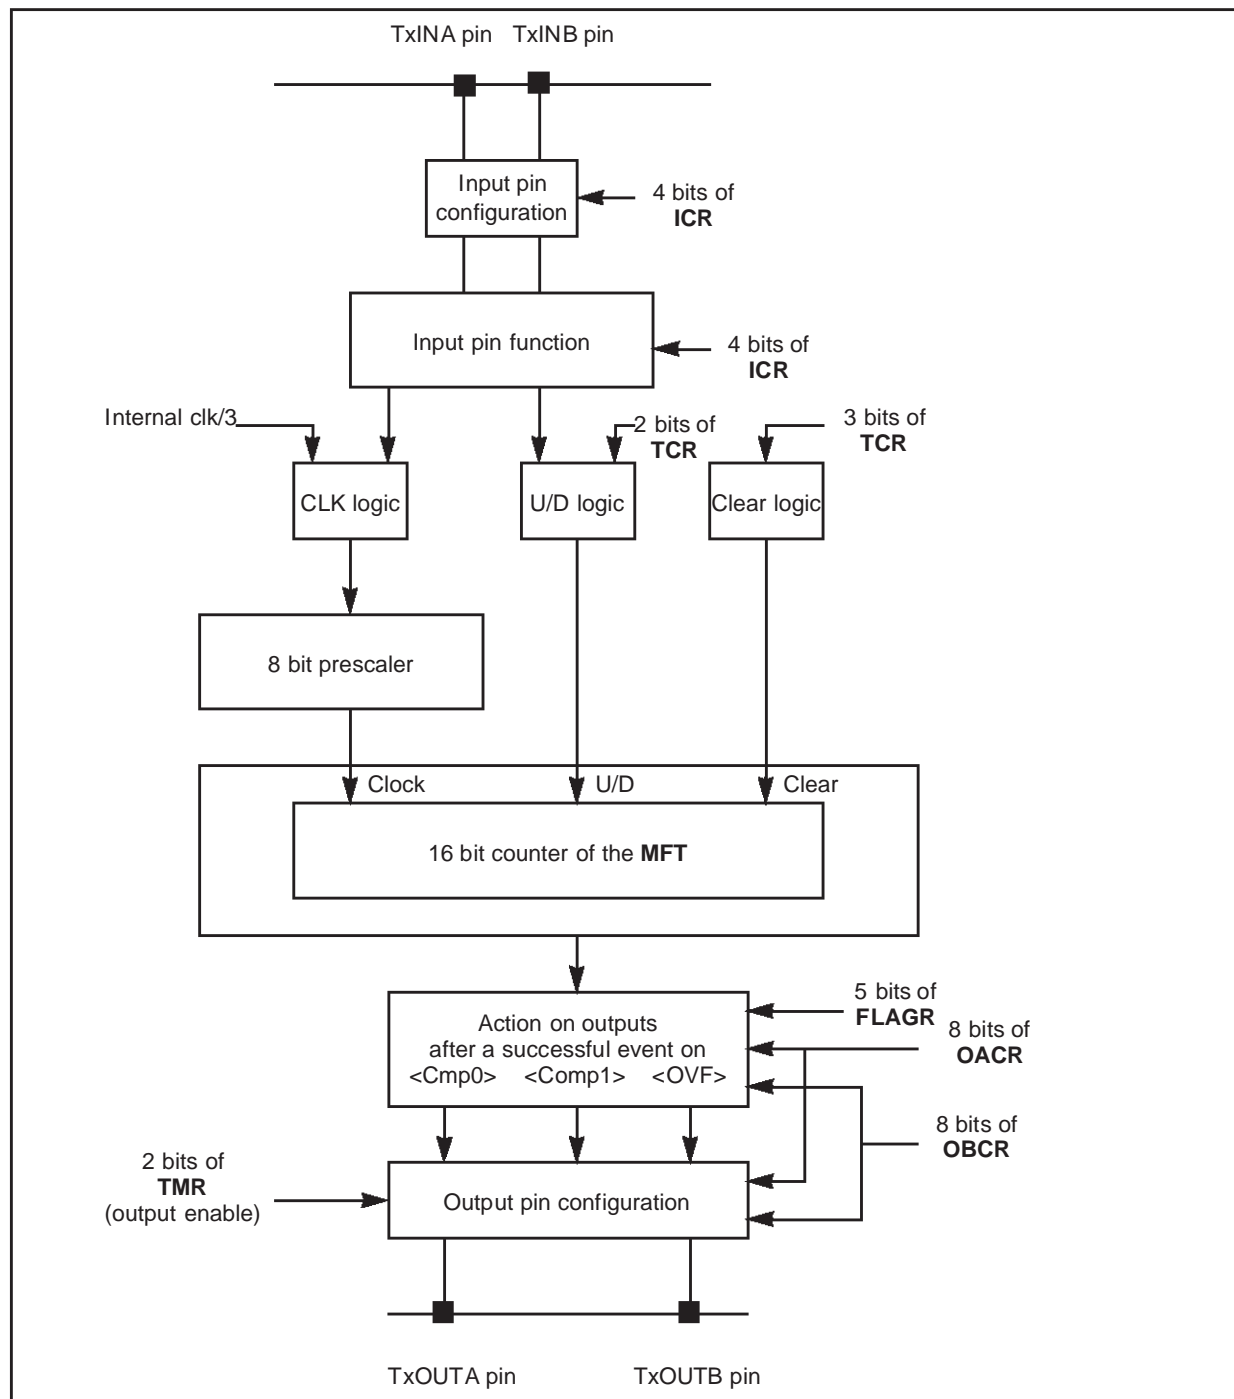 TxINA pin TxINB pin
Input pin
configuration
4 bits of
ICR
Input pin function
4 bits of
ICR
Internal clk/3
2 bits of
TCR
3 bits of
TCR
CLK logic
U/D logic
Clear logic
8 bit prescaler
Clock
U/D
Clear
16 bit counter of the MFT
5 bits of
FLAGR
Action on outputs
after a successful event on
<Cmp0> <Comp1> <OVF>
8 bits of
OACR
8 bits of
OBCR
2 bits of
TMR
(output enable)
Output pin configuration
TxOUTA pin
TxOUTB pin